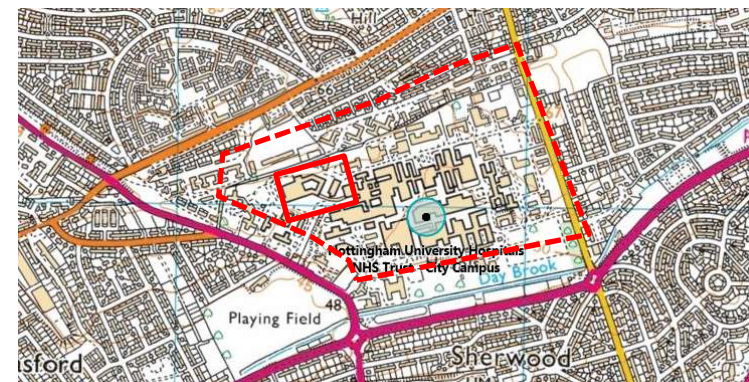 Hill
66
Nottingham University Hospitals
NHS Trust - City Campus
Day Brook
48
Playing Field
sford
Sherwood